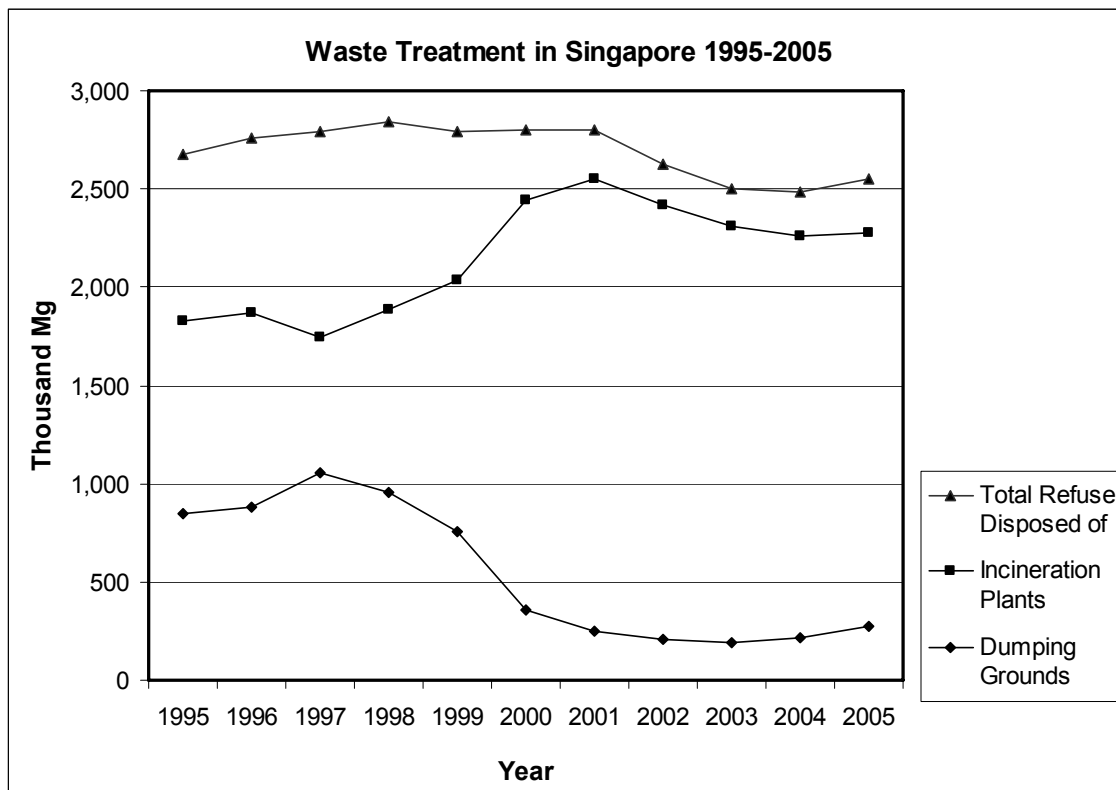 Waste Treatment in Singapore 1995-2005
3,000
2,500
2,000
1,500
1,000
500
0
Thousand Mg
1995 1996 1997 1998 1999 2000 2001 2002 2003 2004 2005
Year
Total Refuse
Disposed of
Incineration
Plants
Dumping
Grounds